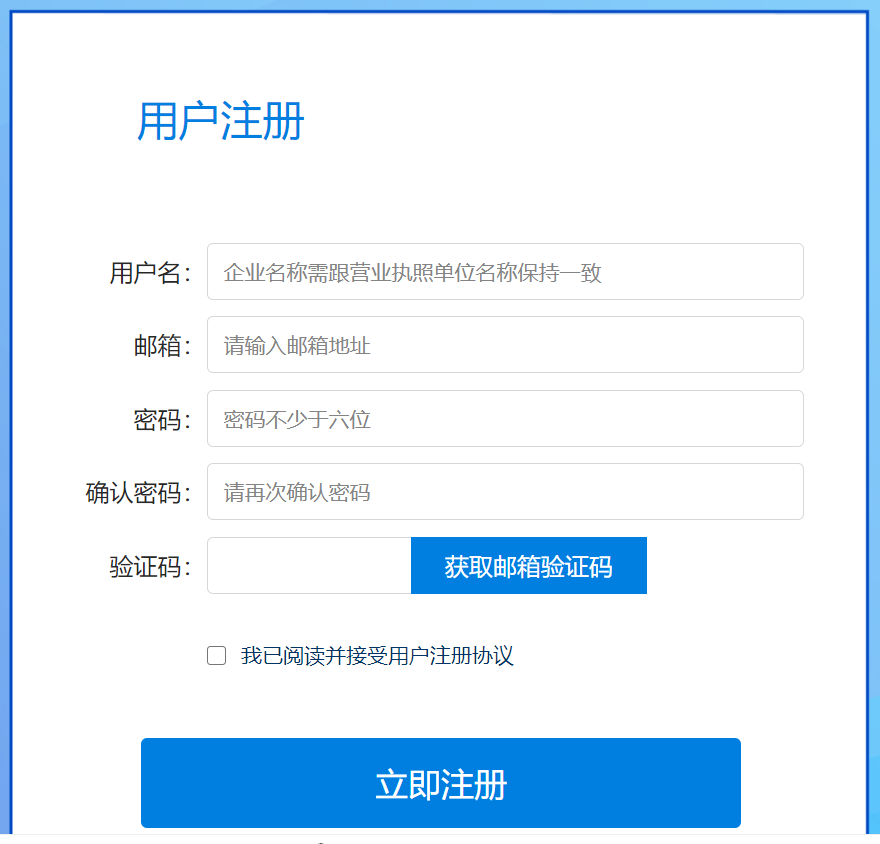 用户注册
用户名： 企业名称需跟营业执照单位名称保持一致
邮箱： 请输入邮箱地址
密码： 密码不少于六位
确认密码： 请再次确认密码
验证码： 获取邮箱验证码
我已阅读并接受用户注册协议
立即注册